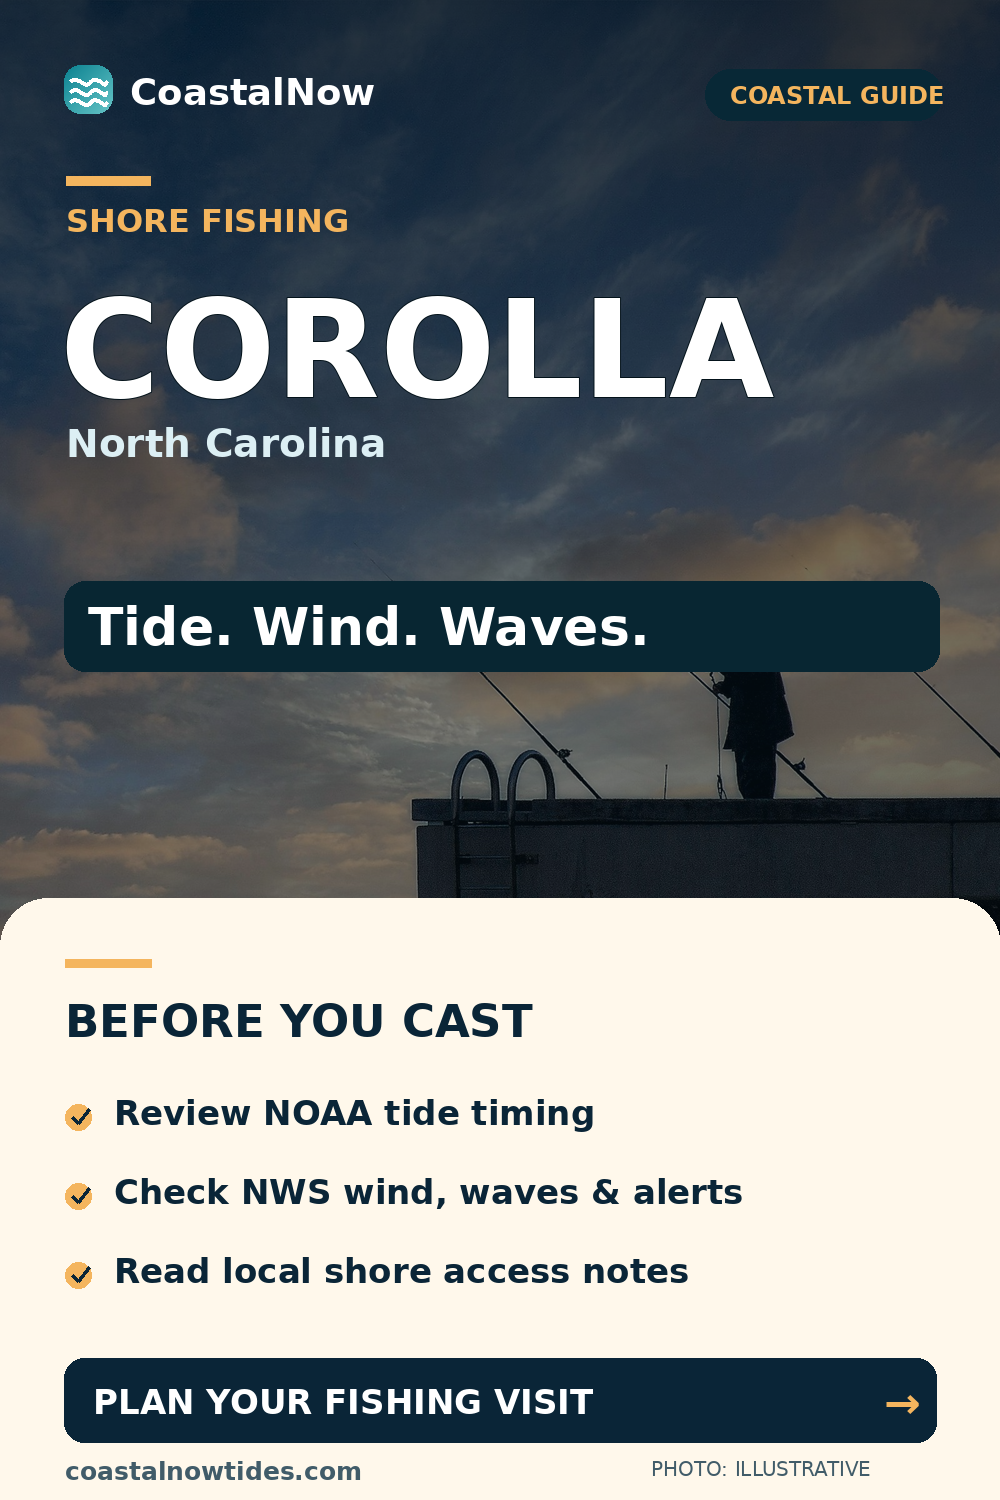 CoastalNow
COASTAL GUIDE
SHORE FISHING
COROLLA
North Carolina
Tide. Wind. Waves.
BEFORE YOU CAST
Review NOAA tide timing
Check NWS wind, waves & alerts
Read local shore access notes
PLAN YOUR FISHING VISIT →
coastalnowtides.com
PHOTO: ILLUSTRATIVE